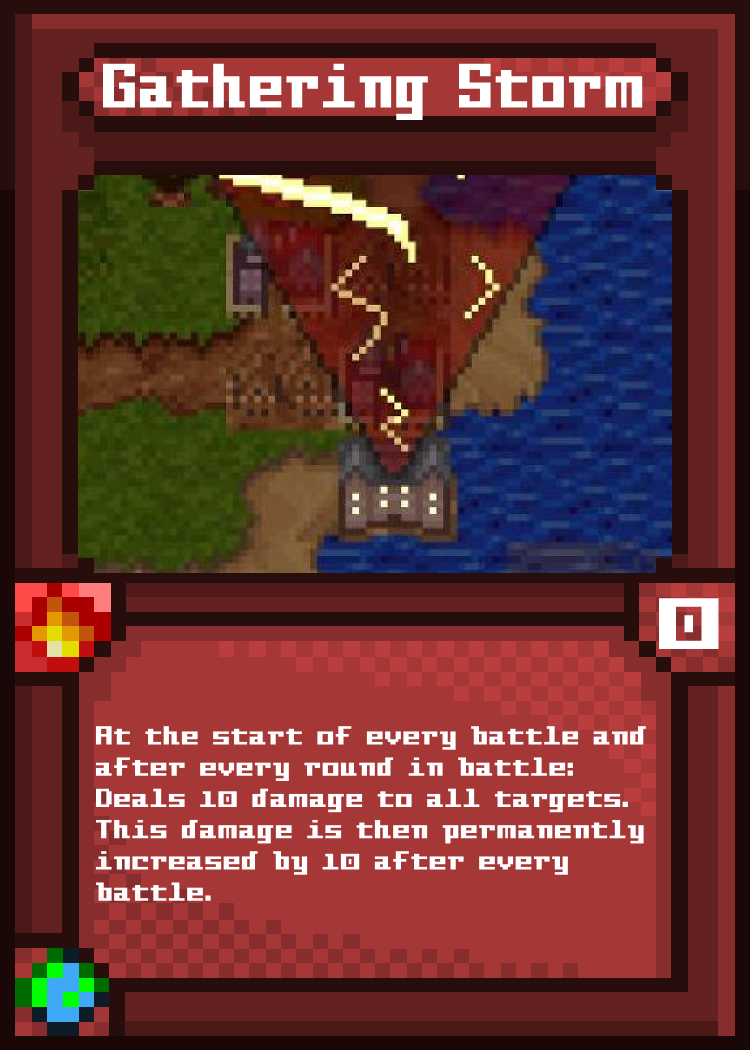 Gathering Storm
0
At the start of every battle and
after every round in battle:
Deals 10 damage to all targets.
This damage is then permanently
increased by 10 after every
battle.